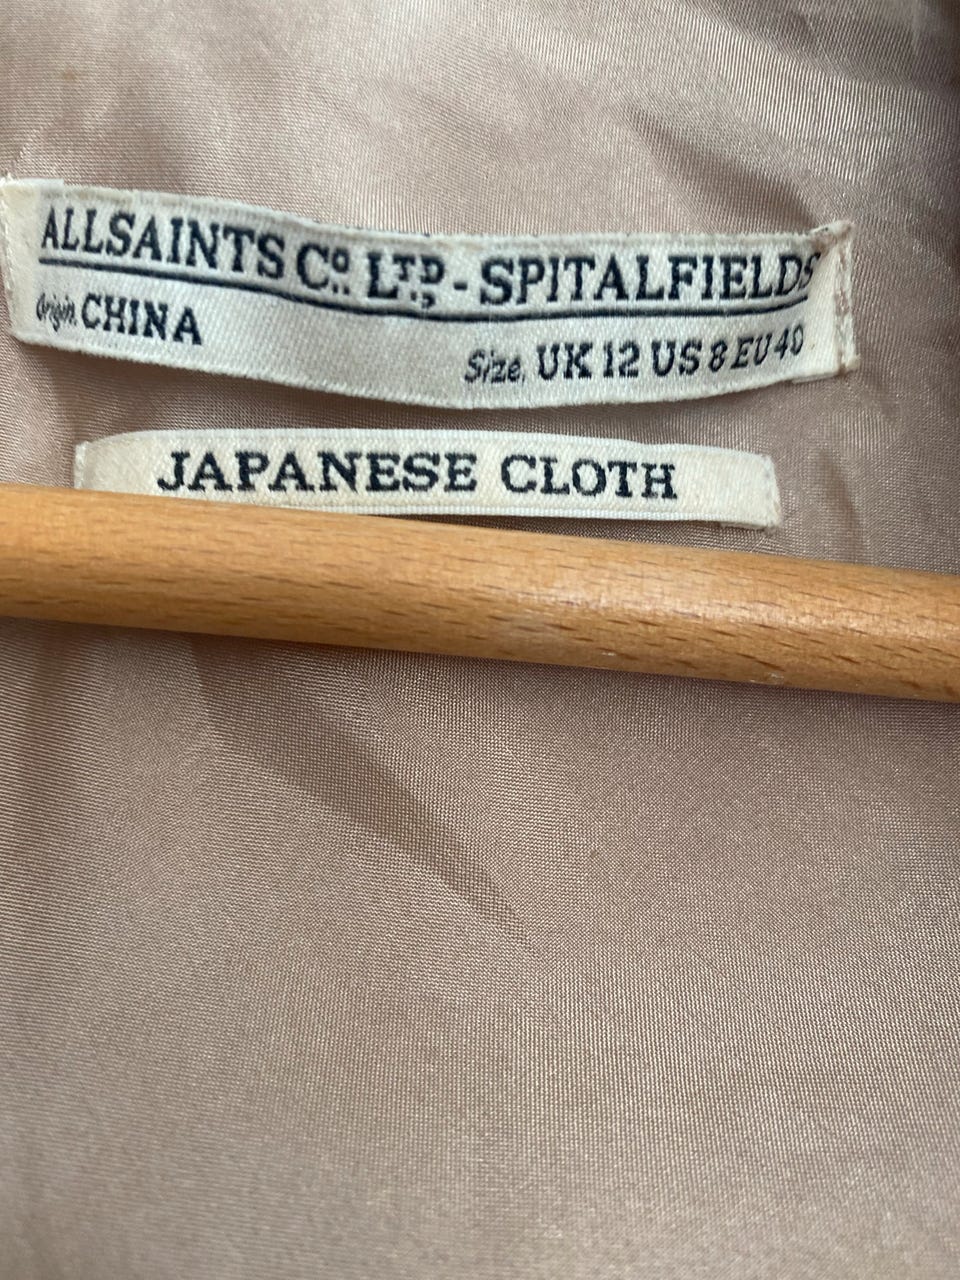 ALLSAINTS Co. LTD., - SPITALFIELDS
Origin. CHINA
Size. UK 12 US 8 EU 40
JAPANESE CLOTH